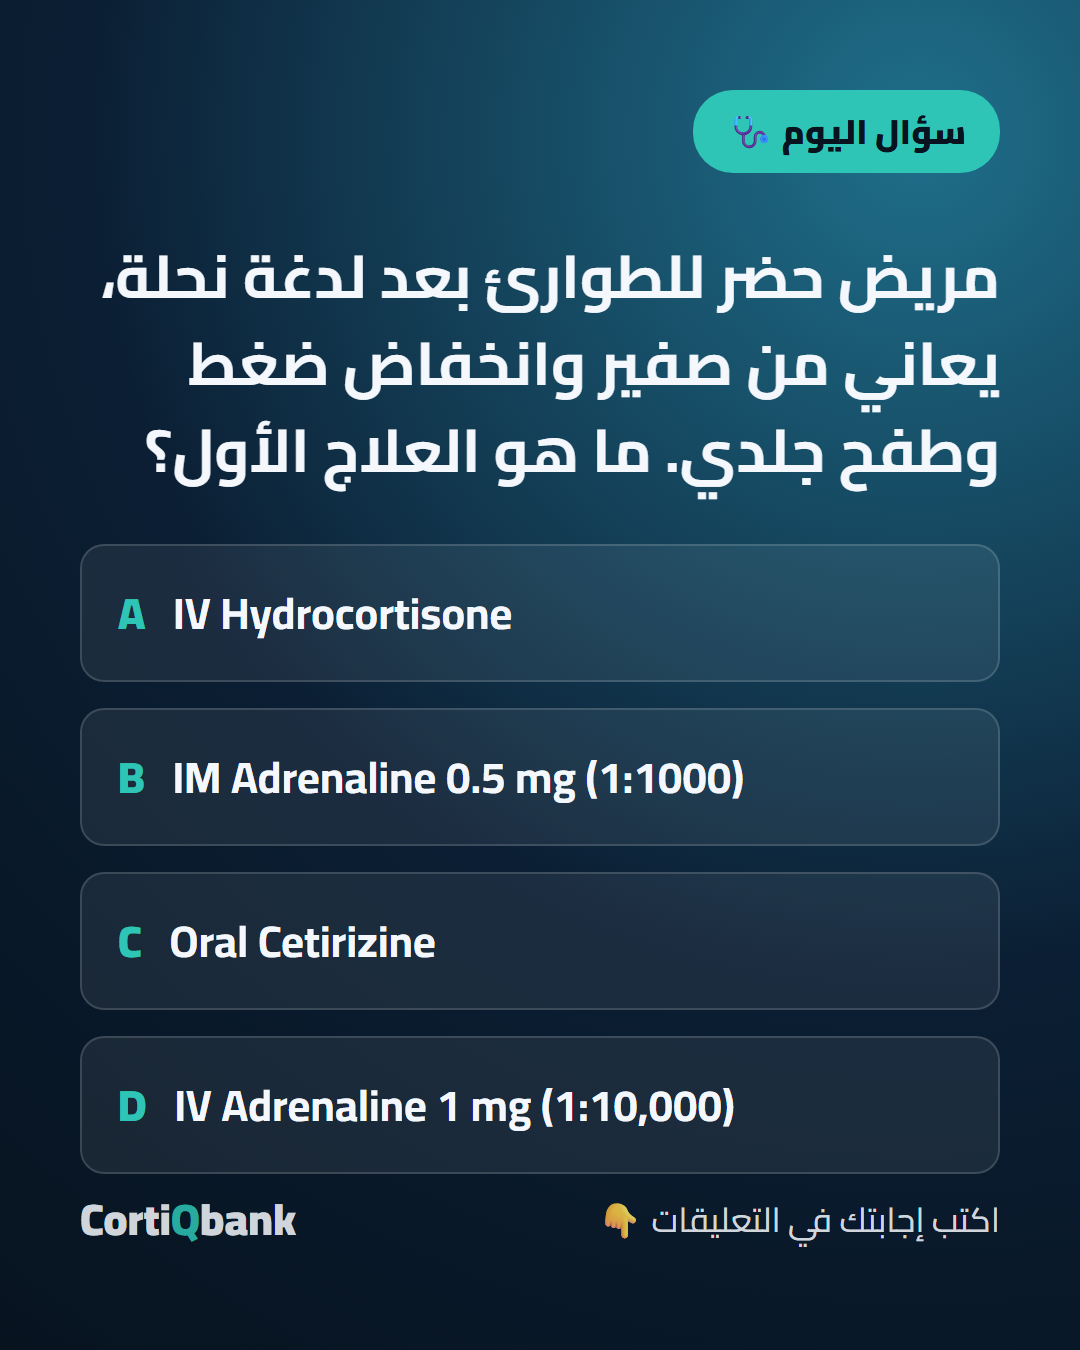 سؤال اليوم 🩺
مريض حضر للطوارئ بعد لدغة نحلة،
يعاني من صفير وانخفاض ضغط
وطفح جلدي. ما هو العلاج الأول؟
A IV Hydrocortisone
B IM Adrenaline 0.5 mg (1:1000)
C Oral Cetirizine
D IV Adrenaline 1 mg (1:10,000)
اكتب إجابتك في التعليقات 👇
CortiQbank